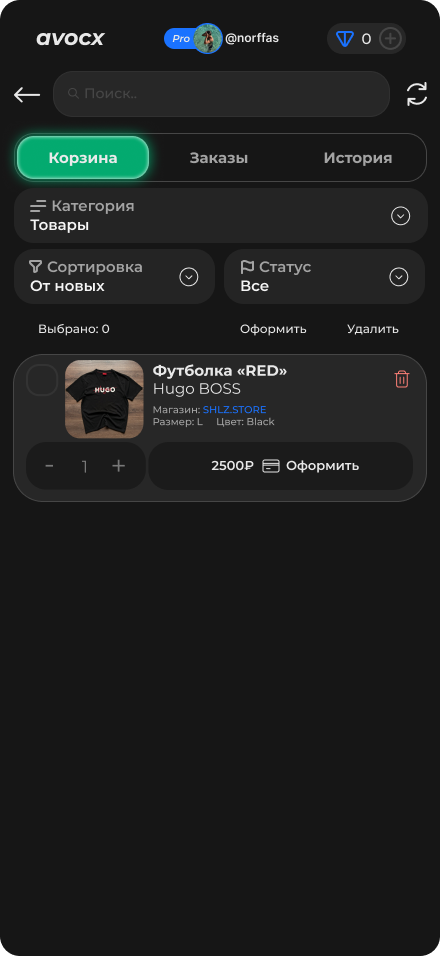 avocx
Pro @norffas 0
Поиск..
Корзина Заказы История
Категория
Товары
Сортировка
От новых
Статус
Все
Выбрано: 0 Оформить Удалить
Футболка «RED»
Hugo BOSS
Магазин: SHLZ.STORE
Размер: L Цвет: Black
HUGO
- 1 +
2500₽ Оформить